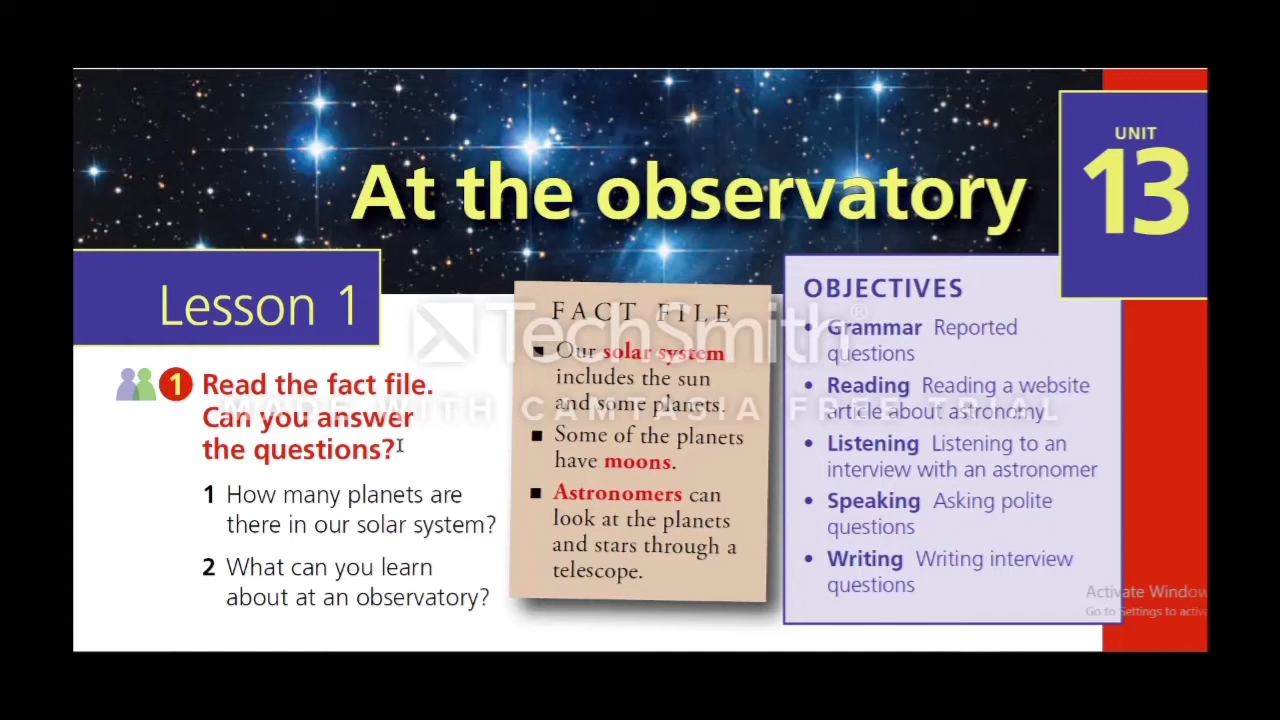 At the observatory
UNIT
13
Lesson 1
1 Read the fact file.
Can you answer
the questions?
1 How many planets are
there in our solar system?
2 What can you learn
about at an observatory?
FACT FILE
■ Our solar system
includes the sun
and some planets.
■ Some of the planets
have moons.
■ Astronomers can
look at the planets
and stars through a
telescope.
OBJECTIVES
• Grammar Reported
questions
• Reading Reading a website
article about astronomy
• Listening Listening to an
interview with an astronomer
• Speaking Asking polite
questions
• Writing Writing interview
questions
TechSmith®
MADE WITH CAMTASIA FREE TRIAL
Activate Window
Go to Settings to activa